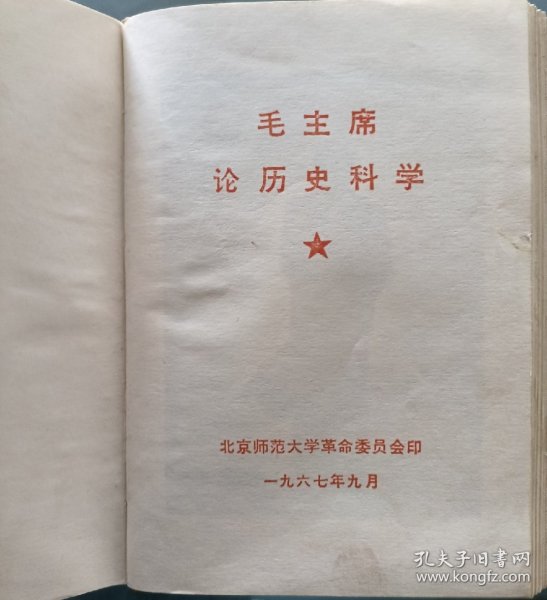 毛主席
论历史科学
北京师范大学革命委员会印
一九六七年九月
孔夫子旧书网
www.kongfz.com